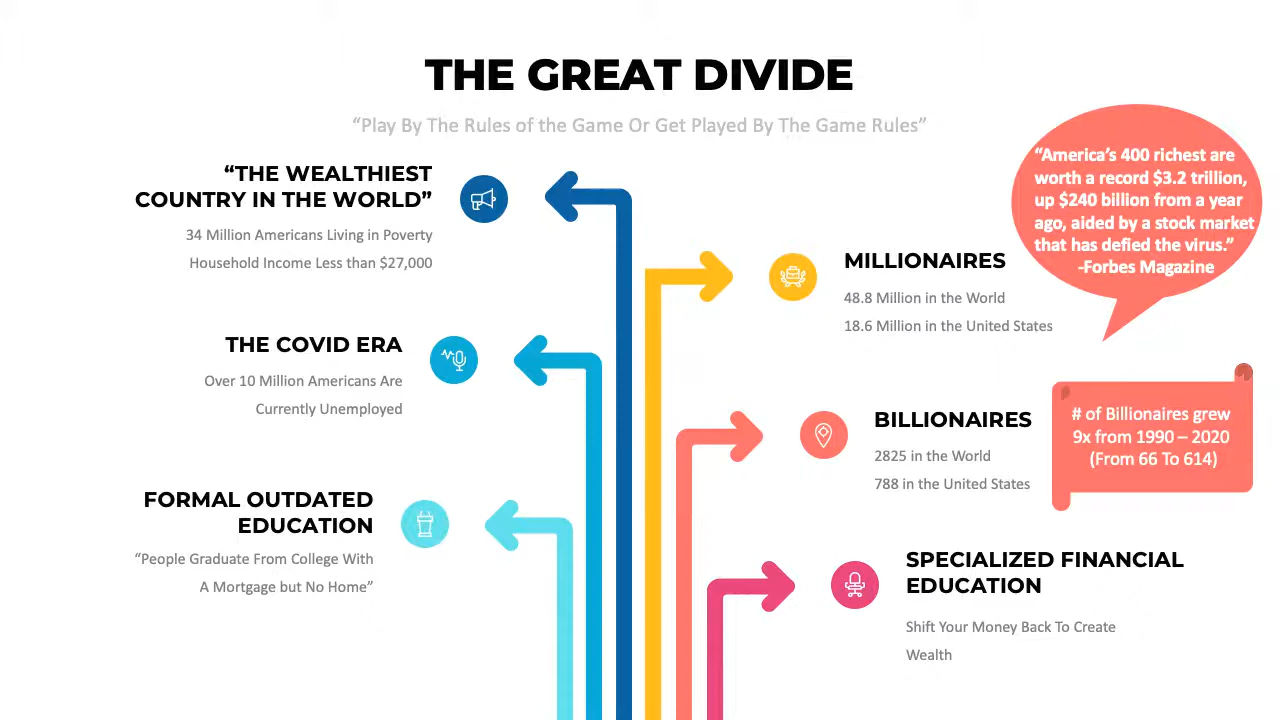 THE GREAT DIVIDE
“Play By The Rules of the Game Or Get Played By The Game Rules”
“THE WEALTHIEST
COUNTRY IN THE WORLD”
34 Million Americans Living in Poverty
Household Income Less than $27,000
THE COVID ERA
Over 10 Million Americans Are
Currently Unemployed
FORMAL OUTDATED
EDUCATION
“People Graduate From College With
A Mortgage but No Home”
“America’s 400 richest are
worth a record $3.2 trillion,
up $240 billion from a year
ago, aided by a stock market
that has defied the virus.”
-Forbes Magazine
MILLIONAIRES
48.8 Million in the World
18.6 Million in the United States
BILLIONAIRES
2825 in the World
788 in the United States
# of Billionaires grew
9x from 1990 – 2020
(From 66 To 614)
SPECIALIZED FINANCIAL
EDUCATION
Shift Your Money Back To Create
Wealth